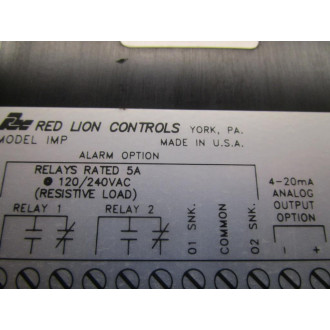 RED LION CONTROLS YORK, PA.
MODEL IMP MADE IN U.S.A.
ALARM OPTION
RELAYS RATED 5A
● 120/240VAC
(RESISTIVE LOAD)
RELAY 1 RELAY 2
O1 SNK.
COMMON
O2 SNK.
4-20mA
ANALOG
OUTPUT
OPTION
- +